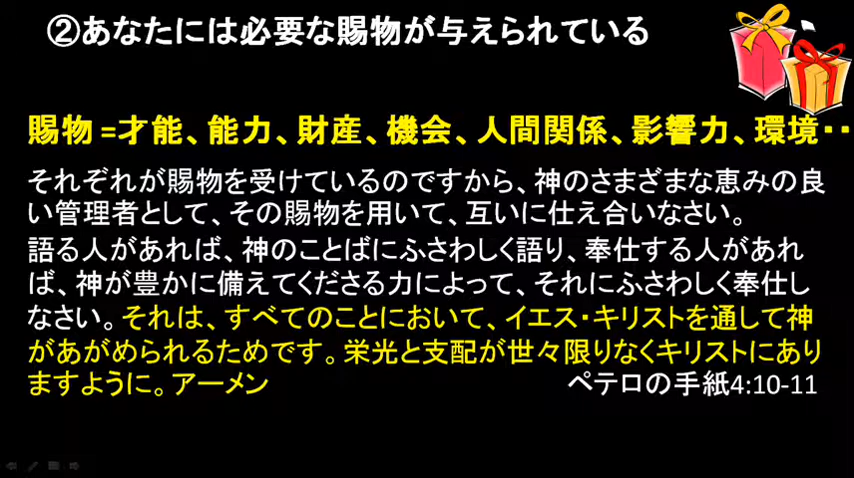 ②あなたには必要な賜物が与えられている
賜物 =才能、能力、財産、機会、人間関係、影響力、環境・・
それぞれが賜物を受けているのですから、神のさまざまな恵みの良
い管理者として、その賜物を用いて、互いに仕え合いなさい。
語る人があれば、神のことばにふさわしく語り、奉仕する人があれ
ば、神が豊かに備えてくださる力によって、それにふさわしく奉仕し
なさい。それは、すべてのことにおいて、イエス・キリストを通して神
があがめられるためです。栄光と支配が世々限りなくキリストにあり
ますように。アーメン ペテロの手紙4:10-11